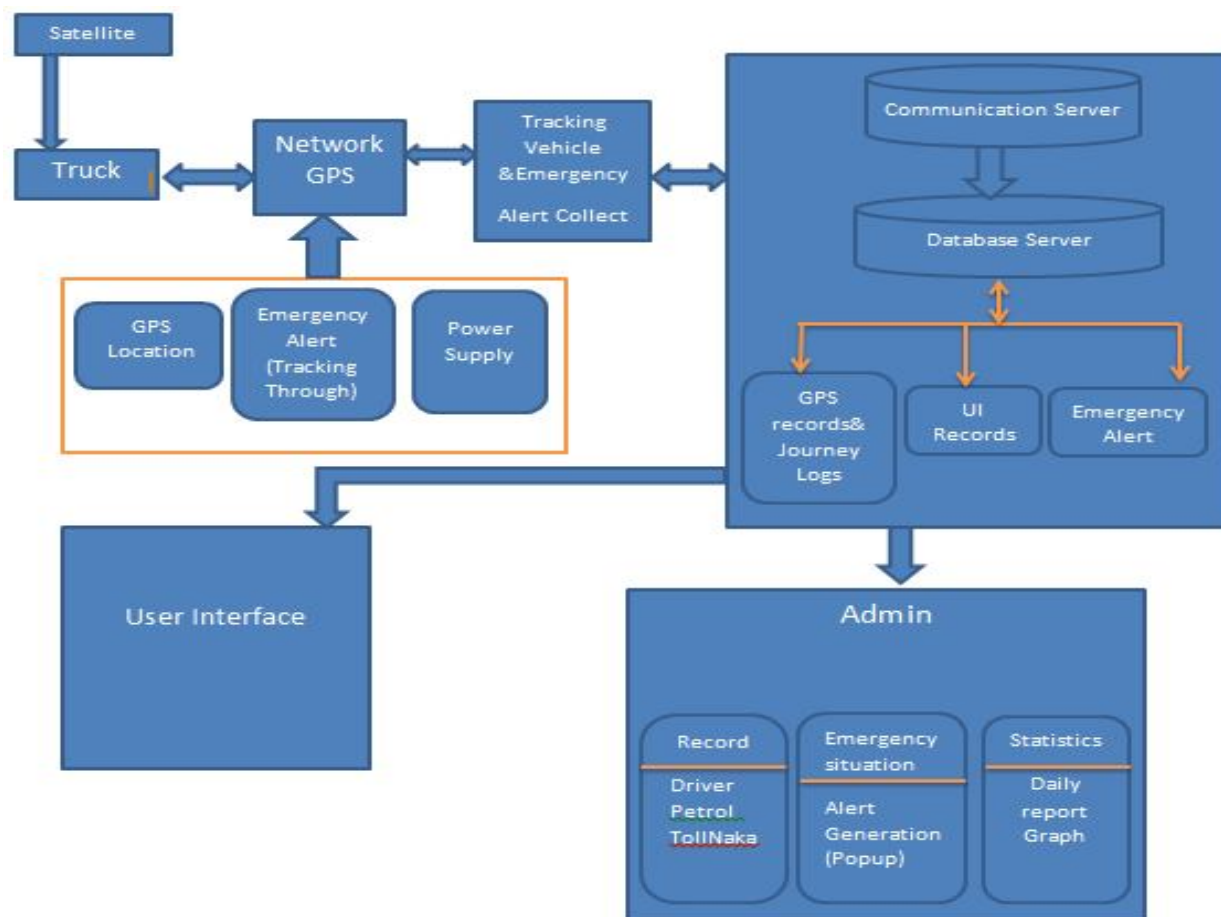 Satellite
Truck
Network
GPS
Tracking
Vehicle
&Emergency
Alert Collect
Communication Server
Database Server
GPS
Location
Emergency
Alert
(Tracking
Through)
Power
Supply
GPS
records&
Journey
Logs
UI
Records
Emergency
Alert
User Interface
Admin
Record
Driver
Petrol
TollNaka
Emergency
situation
Alert
Generation
(Popup)
Statistics
Daily
report
Graph